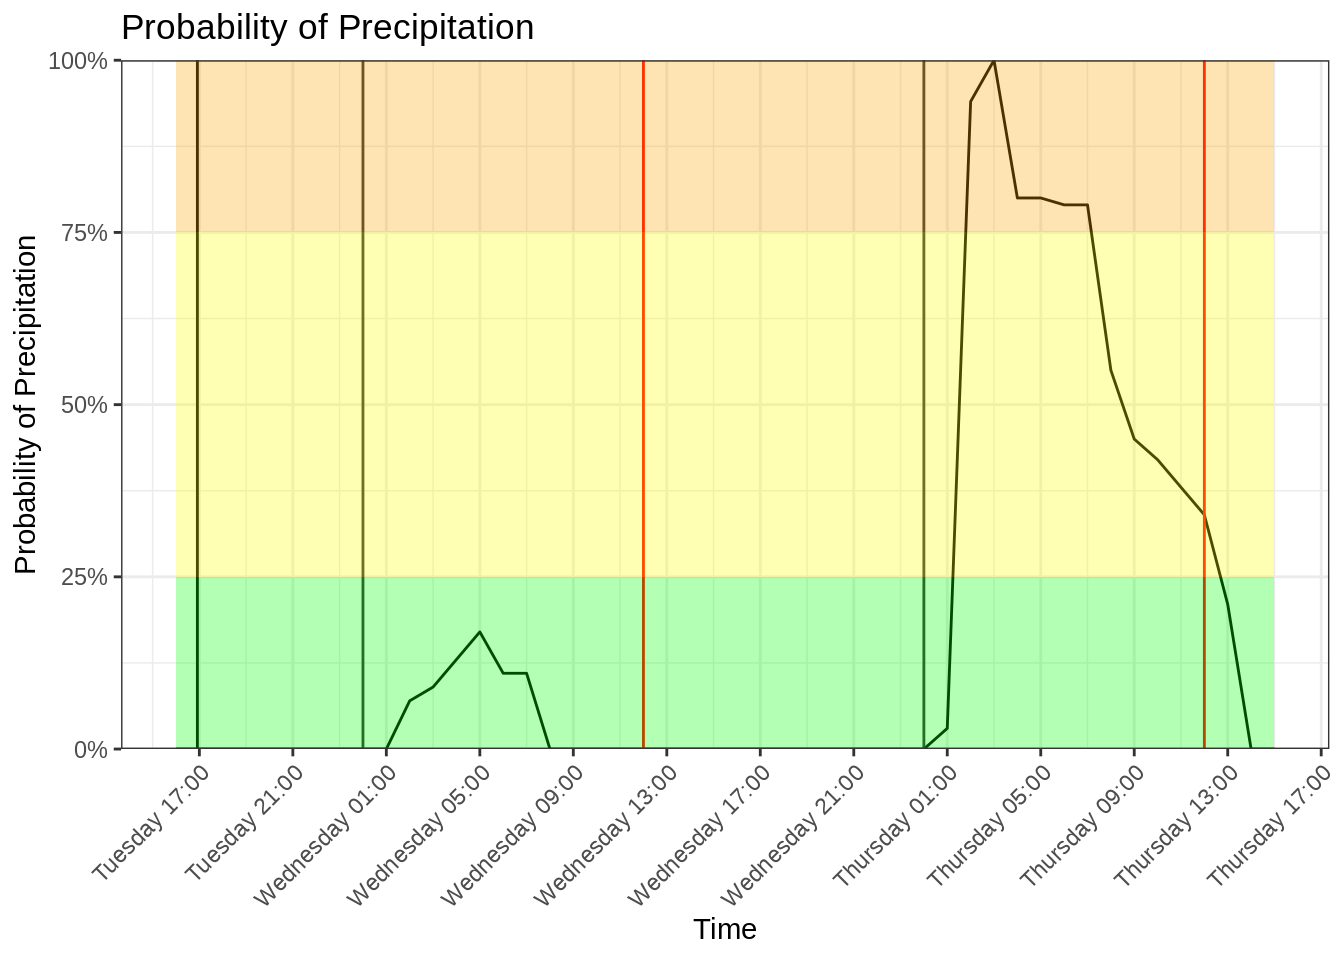 Probability of Precipitation
100%
75%
50%
25%
0%
Probability of Precipitation
Tuesday 17:00
Tuesday 21:00
Wednesday 01:00
Wednesday 05:00
Wednesday 09:00
Wednesday 13:00
Wednesday 17:00
Wednesday 21:00
Thursday 01:00
Thursday 05:00
Thursday 09:00
Thursday 13:00
Thursday 17:00
Time